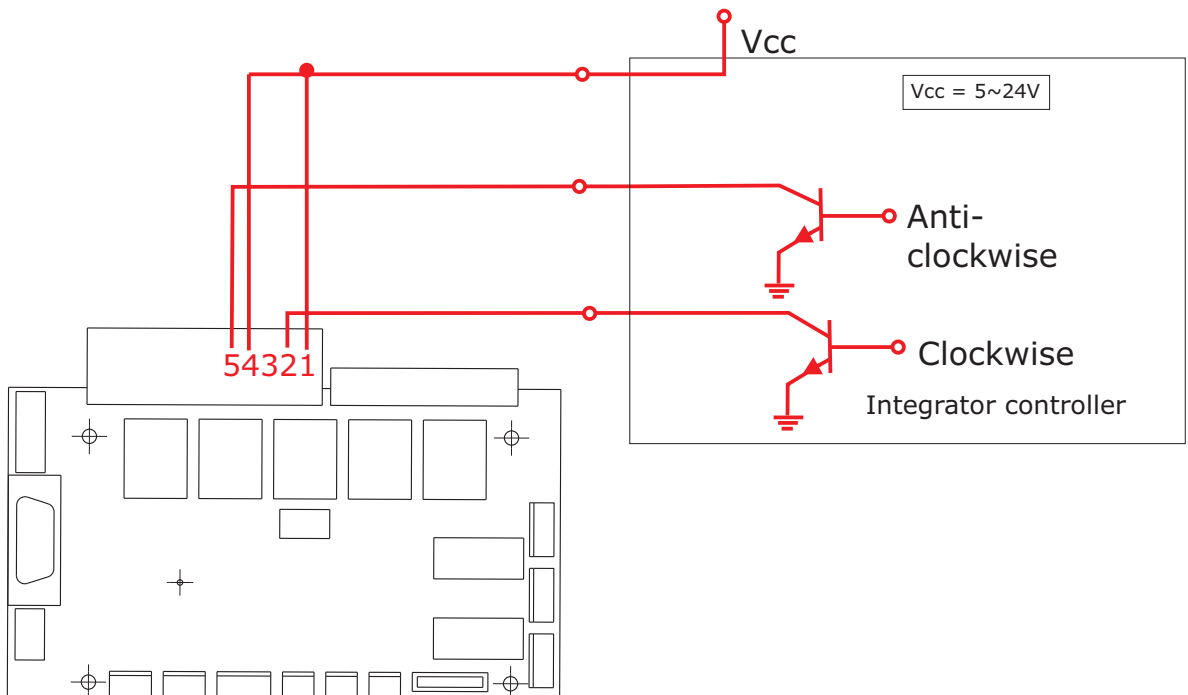 Vcc
Vcc = 5~24V
Anti-
clockwise
54321
Clockwise
Integrator controller